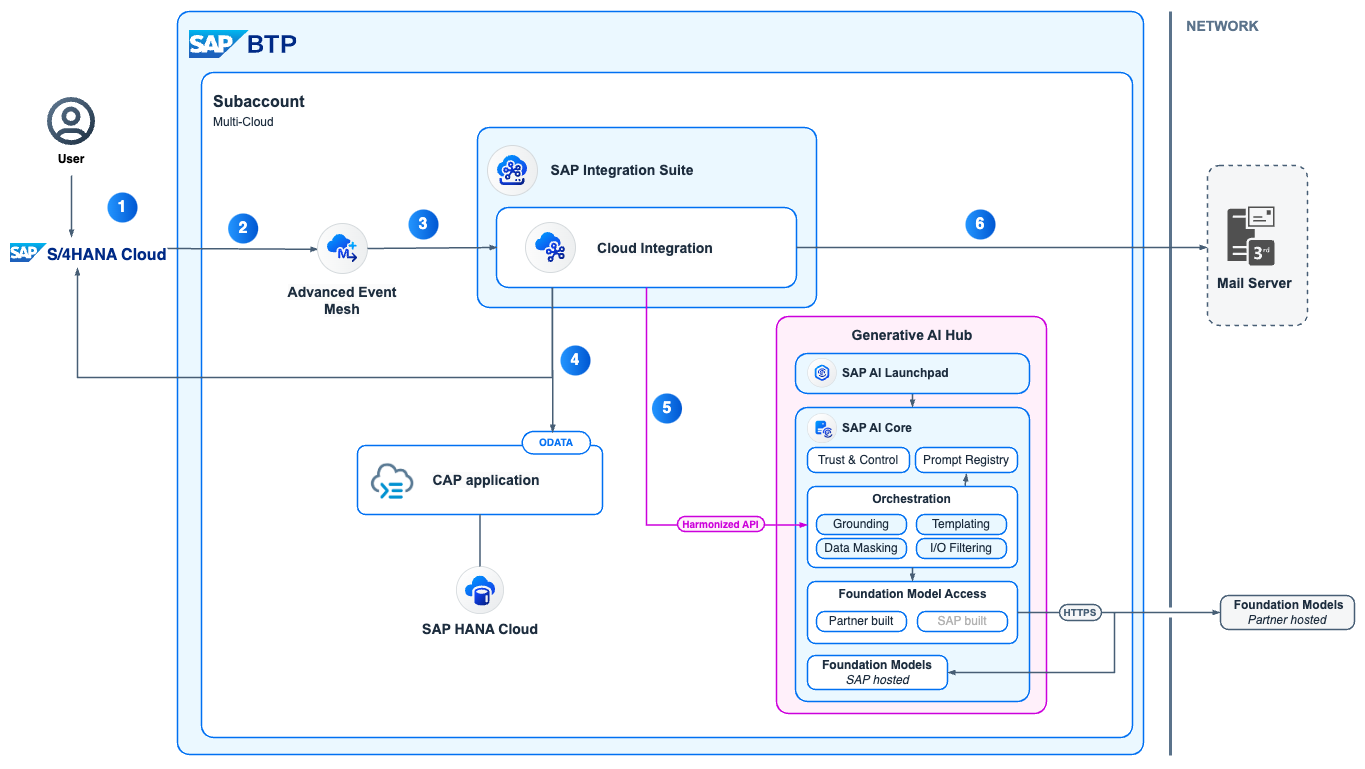 SAP BTP
NETWORK
Subaccount
Multi-Cloud
User
1
SAP S/4HANA Cloud
2
Advanced Event
Mesh
3
SAP Integration Suite
Cloud Integration
6
3rd
Mail Server
4
5
ODATA
CAP application
SAP HANA Cloud
Harmonized API
Generative AI Hub
SAP AI Launchpad
SAP AI Core
Trust & Control
Prompt Registry
Orchestration
Grounding
Templating
Data Masking
I/O Filtering
Foundation Model Access
Partner built
SAP built
HTTPS
Foundation Models
Partner hosted
Foundation Models
SAP hosted